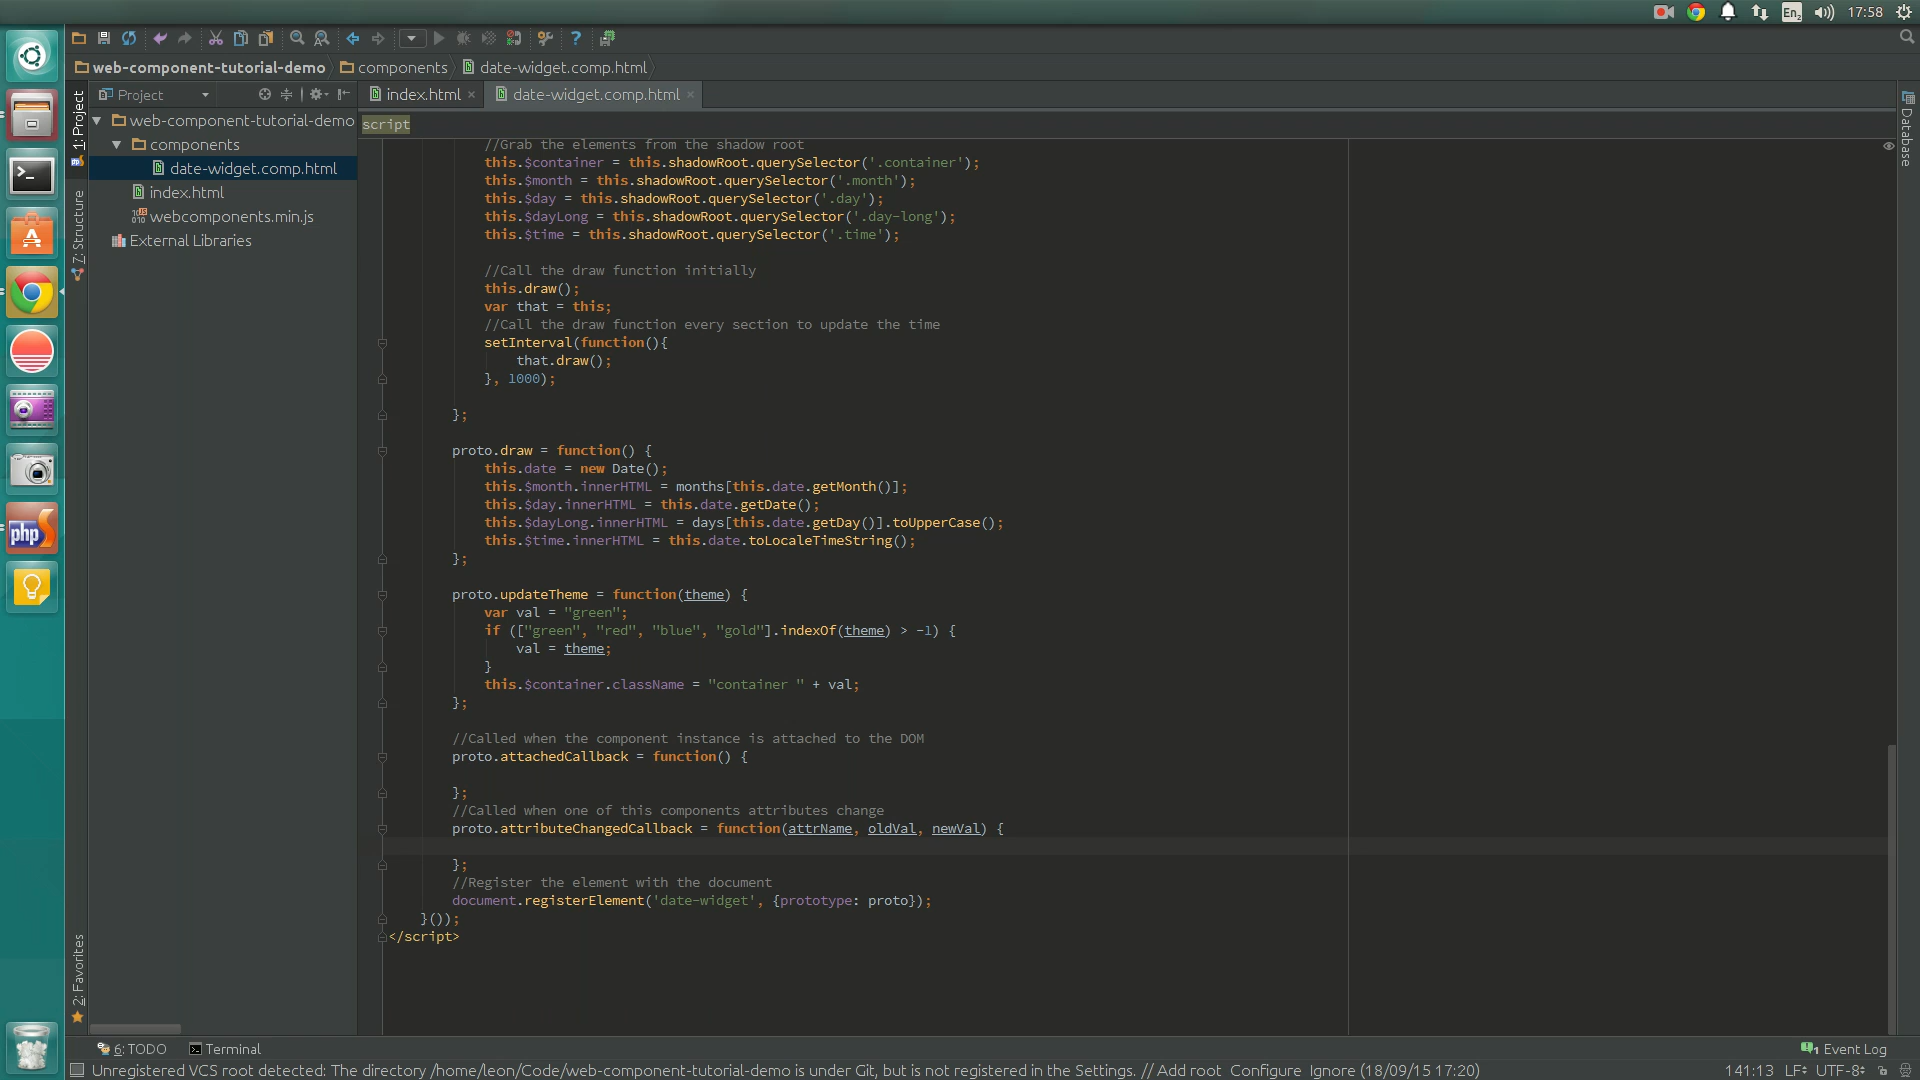 En2
17:58
web-component-tutorial-demo
components
date-widget.comp.html
1: Project
7: Structure
2: Favorites
Project
index.html
date-widget.comp.html
web-component-tutorial-demo
components
date-widget.comp.html
index.html
webcomponents.min.js
External Libraries
php
script
//Grab the elements from the shadow root
this.$container = this.shadowRoot.querySelector('.container');
this.$month = this.shadowRoot.querySelector('.month');
this.$day = this.shadowRoot.querySelector('.day');
this.$dayLong = this.shadowRoot.querySelector('.day-long');
this.$time = this.shadowRoot.querySelector('.time');
//Call the draw function initially
this.draw();
var that = this;
//Call the draw function every section to update the time
setInterval(function(){
that.draw();
}, 1000);
};
proto.draw = function() {
this.date = new Date();
this.$month.innerHTML = months[this.date.getMonth()];
this.$day.innerHTML = this.date.getDate();
this.$dayLong.innerHTML = days[this.date.getDay()].toUpperCase();
this.$time.innerHTML = this.date.toLocaleTimeString();
};
proto.updateTheme = function(theme) {
var val = "green";
if (["green", "red", "blue", "gold"].indexOf(theme) > -1) {
val = theme;
}
this.$container.className = "container " + val;
};
//Called when the component instance is attached to the DOM
proto.attachedCallback = function() {
};
//Called when one of this components attributes change
proto.attributeChangedCallback = function(attrName, oldVal, newVal) {
};
//Register the element with the document
document.registerElement('date-widget', {prototype: proto});
}());
</script>
Database
6: TODO
Terminal
1 Event Log
Unregistered VCS root detected: The directory /home/leon/Code/web-component-tutorial-demo is under Git, but is not registered in the Settings. // Add root  Configure  Ignore (18/09/15 17:20)
141:13
LF
UTF-8